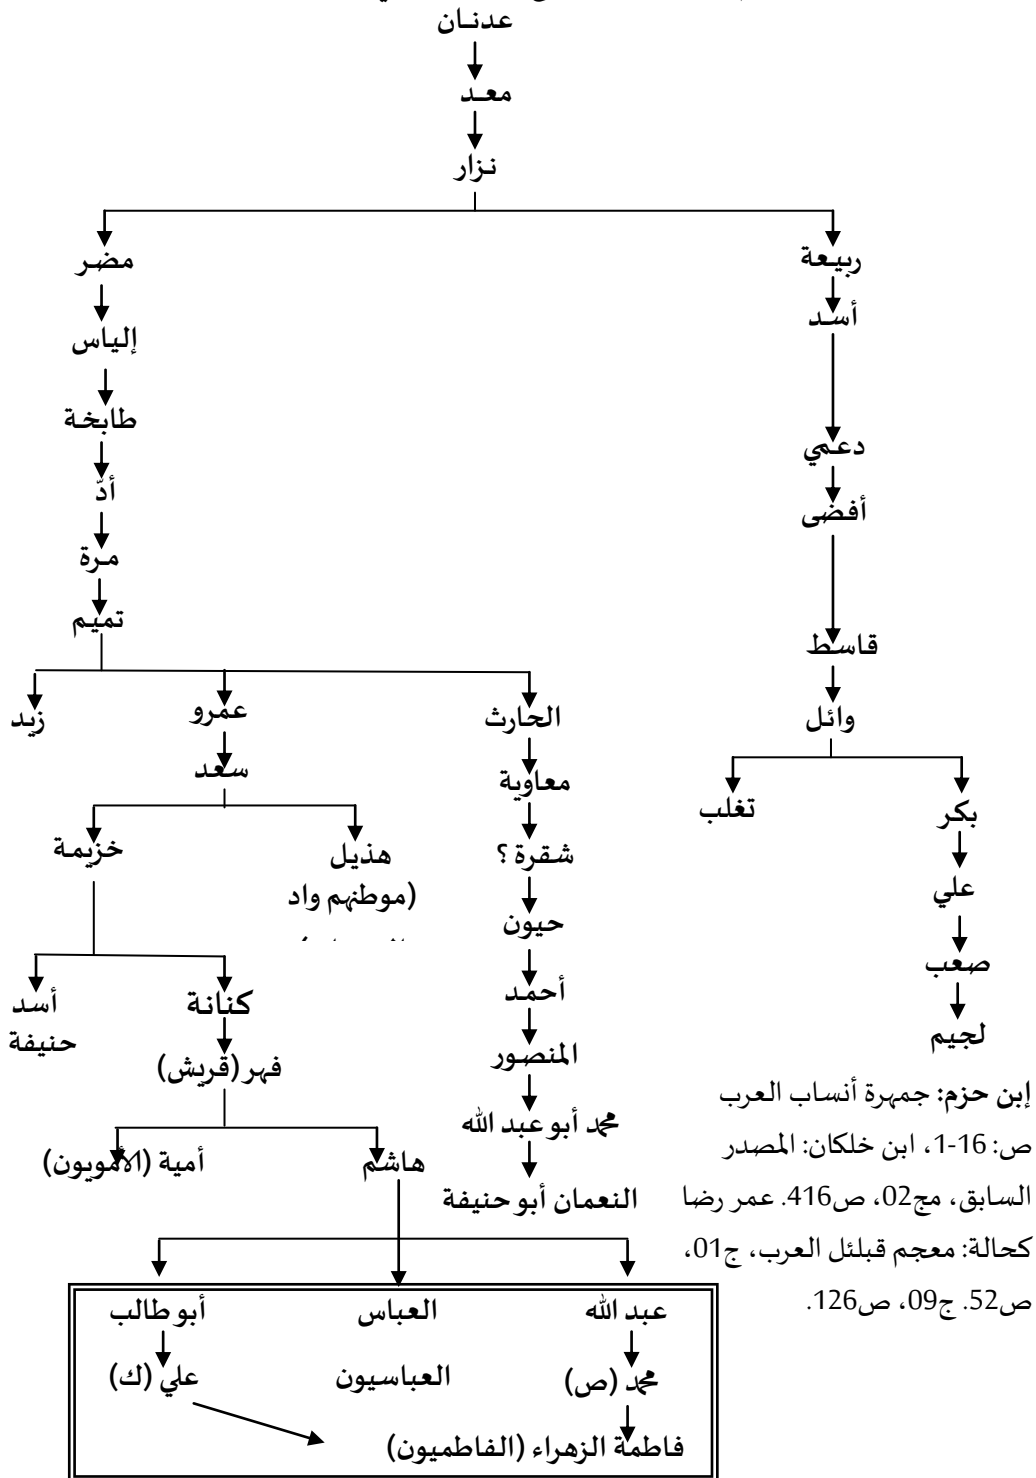 عدنان
معد
نزار
ربيعة
مضر
أسد
إلياس
طابخة
دعمي
أدّ
أفضى
مرة
تميم
قاسط
وائل
الحارث
عمرو
زيد
سعد
معاوية
بكر
تغلب
شقرة ؟
هذيل
(موطنهم واد
خزيمة
علي
حيون
صعب
أحمد
كنانة
أسد
حنيفة
لجيم
المنصور
فهر (قريش)
إبن حزم: جمهرة أنساب العرب
ص: 16-1، ابن خلكان: المصدر
السابق، مج02، ص416. عمر رضا
كحالة: معجم قبلئل العرب، ج01،
ص52. ج09، ص126.
محمد أبو عبد الله
هاشم
أمية (الأمويون)
النعمان أبو حنيفة
عبد الله
العباس
أبو طالب
محمد (ص)
العباسيون
علي (ك)
فاطمة الزهراء (الفاطميون)